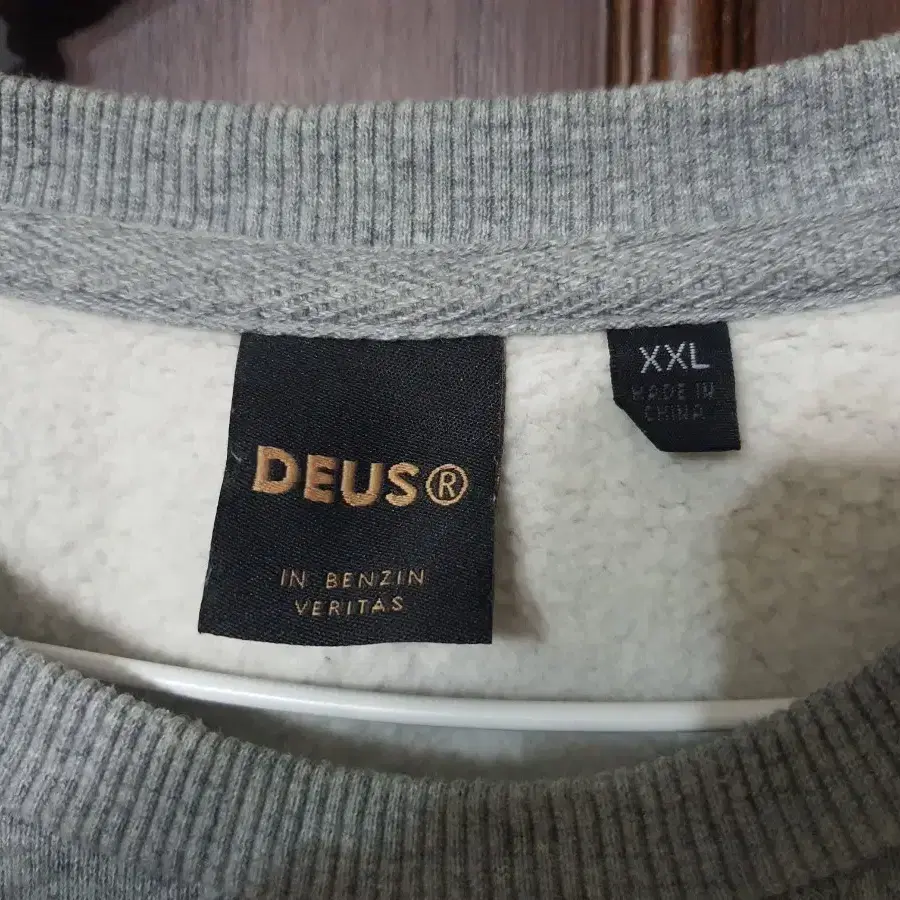 DEUS®
IN BENZIN
VERITAS
XXL
MADE IN
CHINA